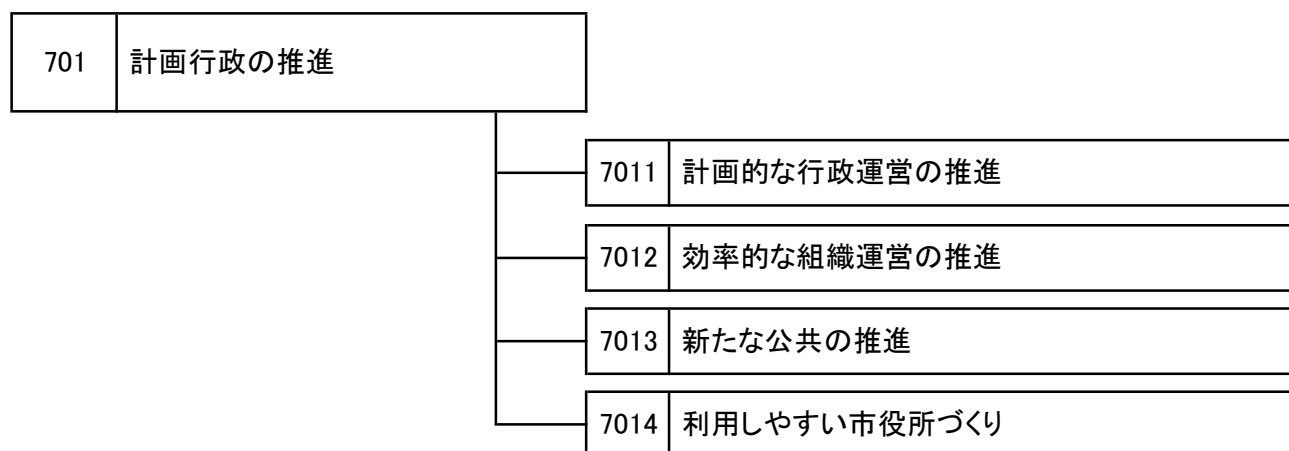 701 計画行政の推進
7011 計画的な行政運営の推進
7012 効率的な組織運営の推進
7013 新たな公共の推進
7014 利用しやすい市役所づくり